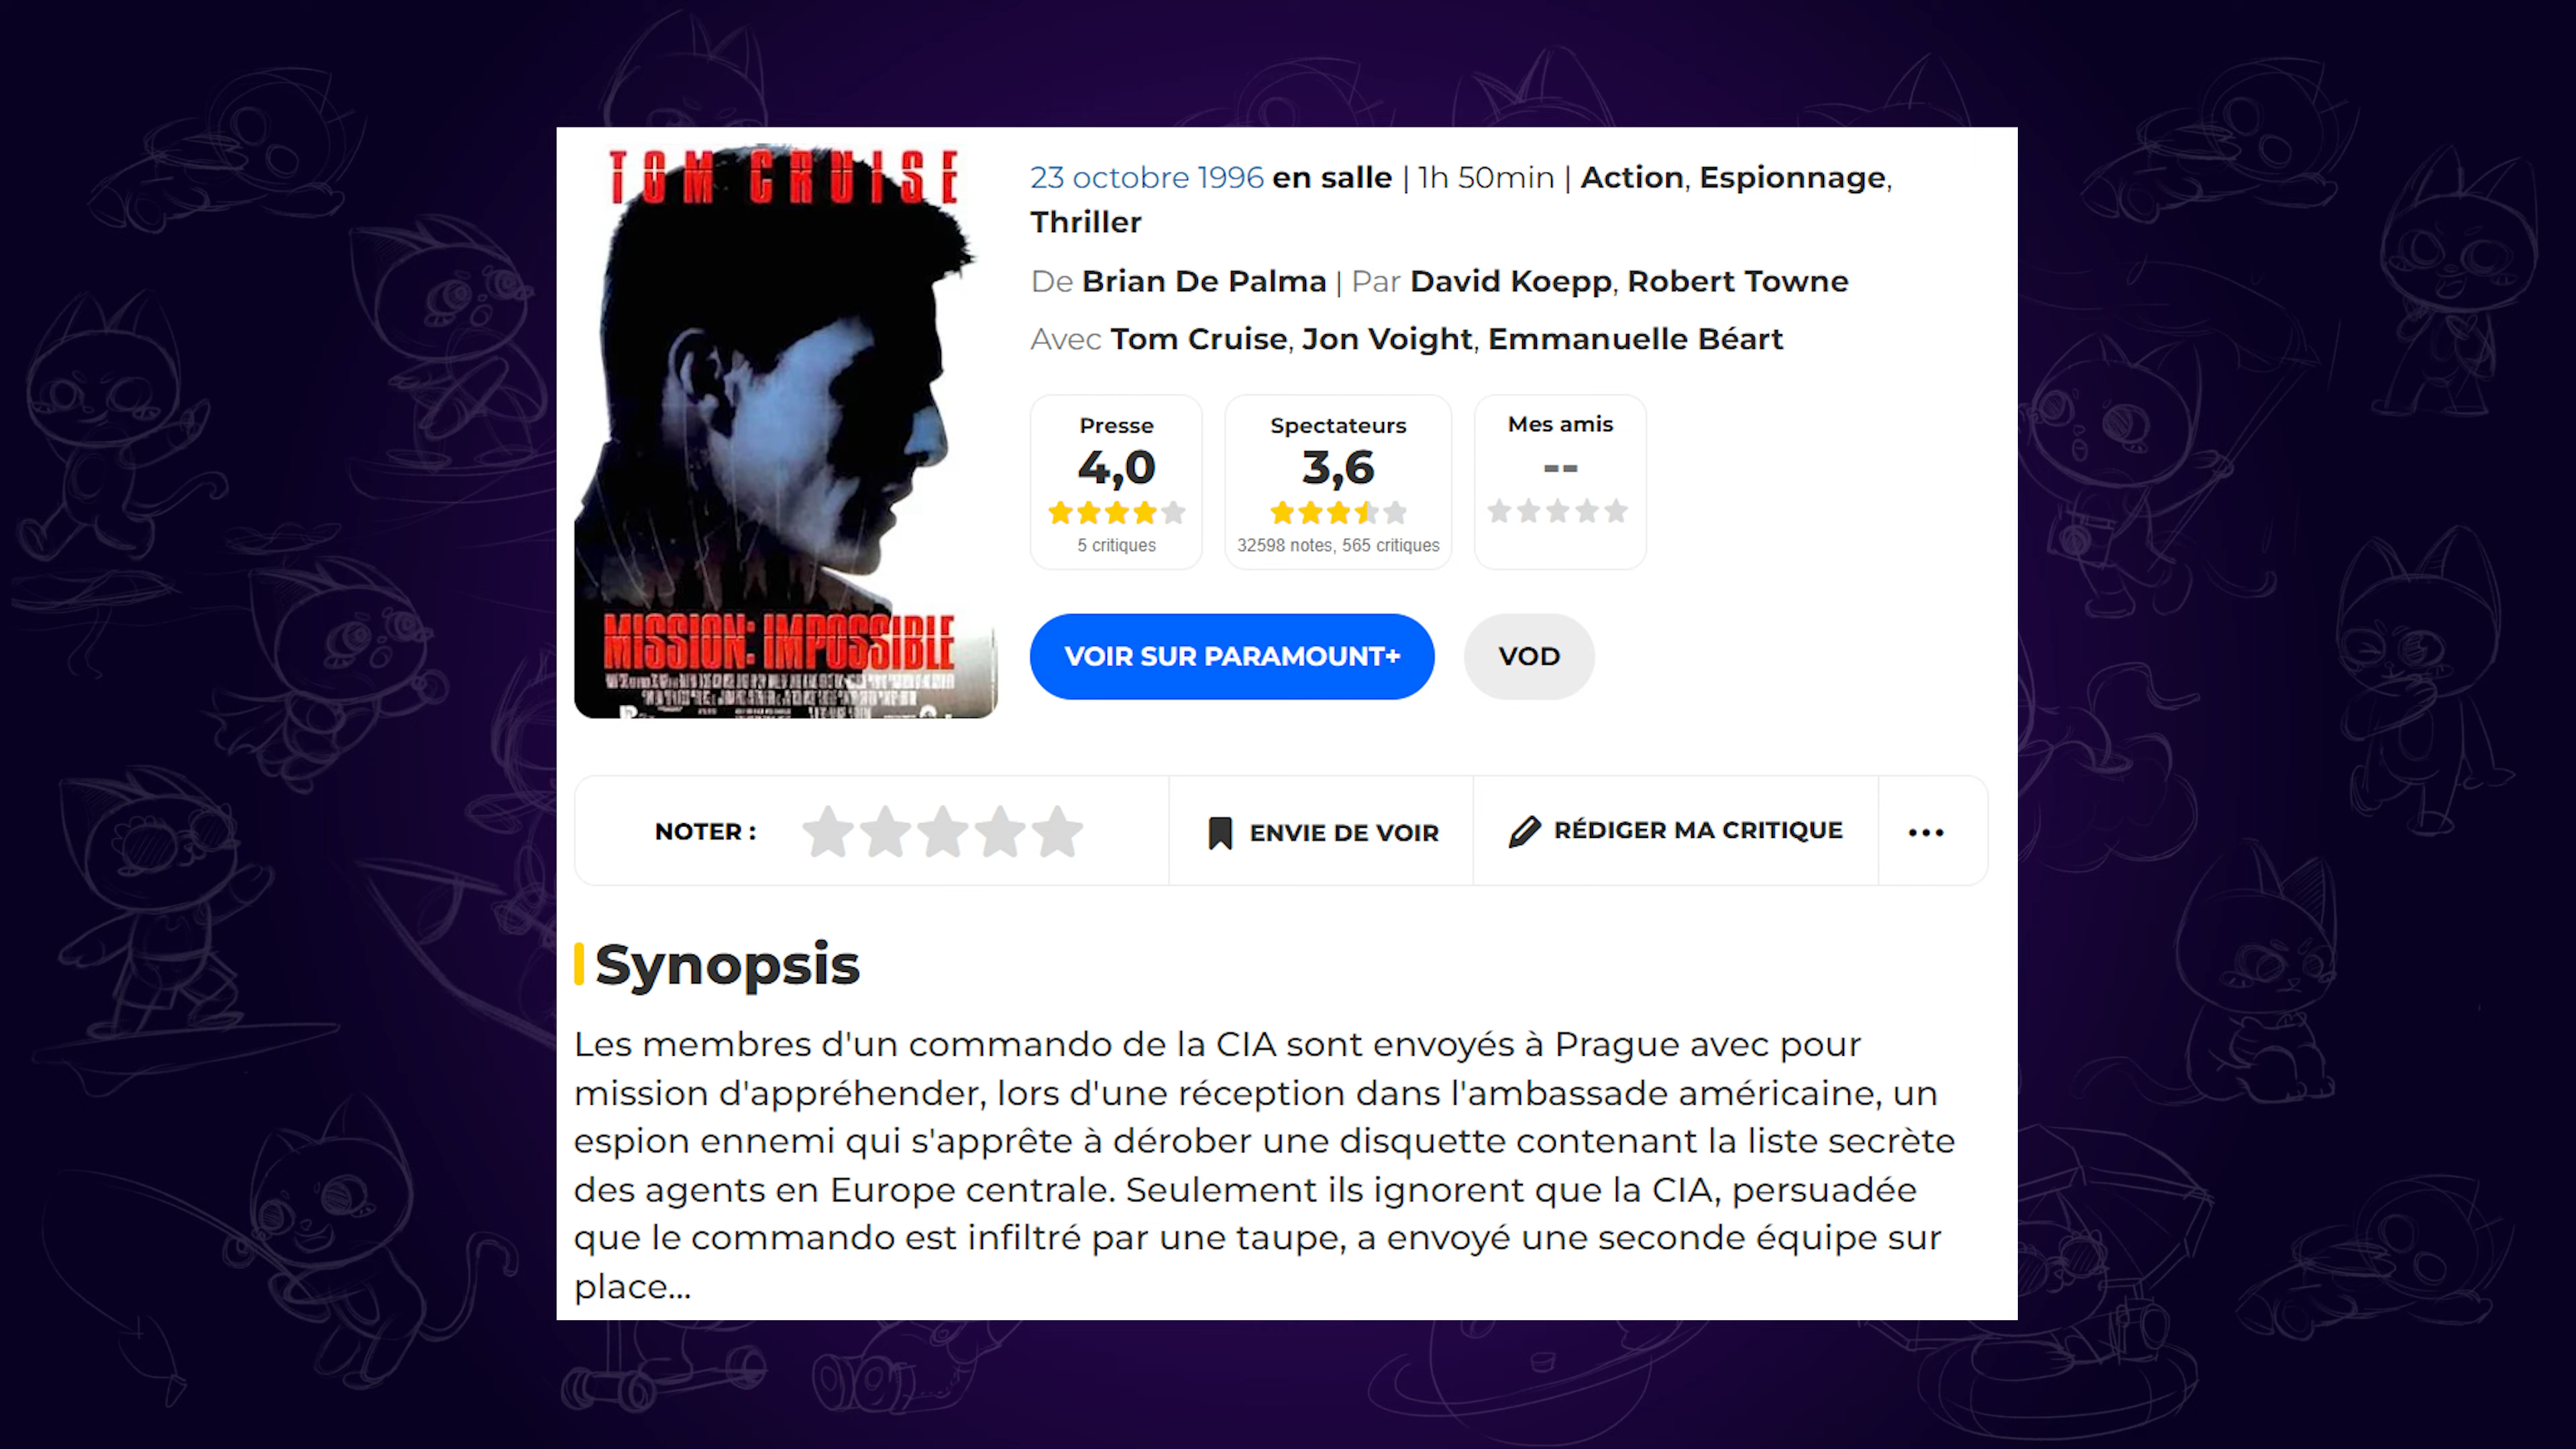 TOM CRUISE
MISSION: IMPOSSIBLE
23 octobre 1996 en salle | 1h 50min | Action, Espionnage,
Thriller
De Brian De Palma | Par David Koepp, Robert Towne
Avec Tom Cruise, Jon Voight, Emmanuelle Béart
Presse
4,0
5 critiques
Spectateurs
3,6
32598 notes, 565 critiques
Mes amis
--
VOIR SUR PARAMOUNT+
VOD
NOTER :
ENVIE DE VOIR
RÉDIGER MA CRITIQUE
...
Synopsis
Les membres d'un commando de la CIA sont envoyés à Prague avec pour
mission d'appréhender, lors d'une réception dans l'ambassade américaine, un
espion ennemi qui s'apprête à dérober une disquette contenant la liste secrète
des agents en Europe centrale. Seulement ils ignorent que la CIA, persuadée
que le commando est infiltré par une taupe, a envoyé une seconde équipe sur
place...